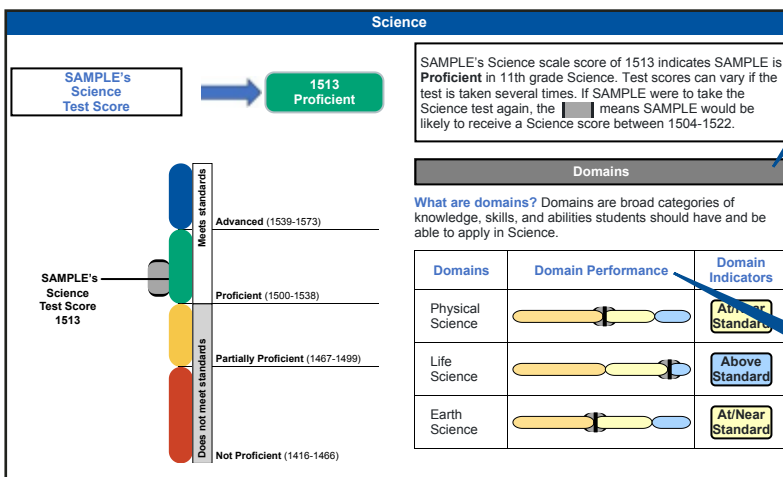 Science
SAMPLE's
Science
Test Score
1513
Proficient
SAMPLE's Science scale score of 1513 indicates SAMPLE is
Proficient in 11th grade Science. Test scores can vary if the
test is taken several times. If SAMPLE were to take the
Science test again, the means SAMPLE would be
likely to receive a Science score between 1504-1522.
Meets standards
Does not meet standards
Advanced (1539-1573)
Proficient (1500-1538)
Partially Proficient (1467-1499)
Not Proficient (1416-1466)
SAMPLE's
Science
Test Score
1513
Domains
What are domains? Domains are broad categories of
knowledge, skills, and abilities students should have and be
able to apply in Science.
Domains
Domain Performance
Domain
Indicators
Physical
Science
At/Near
Standard
Life
Science
Above
Standard
Earth
Science
At/Near
Standard